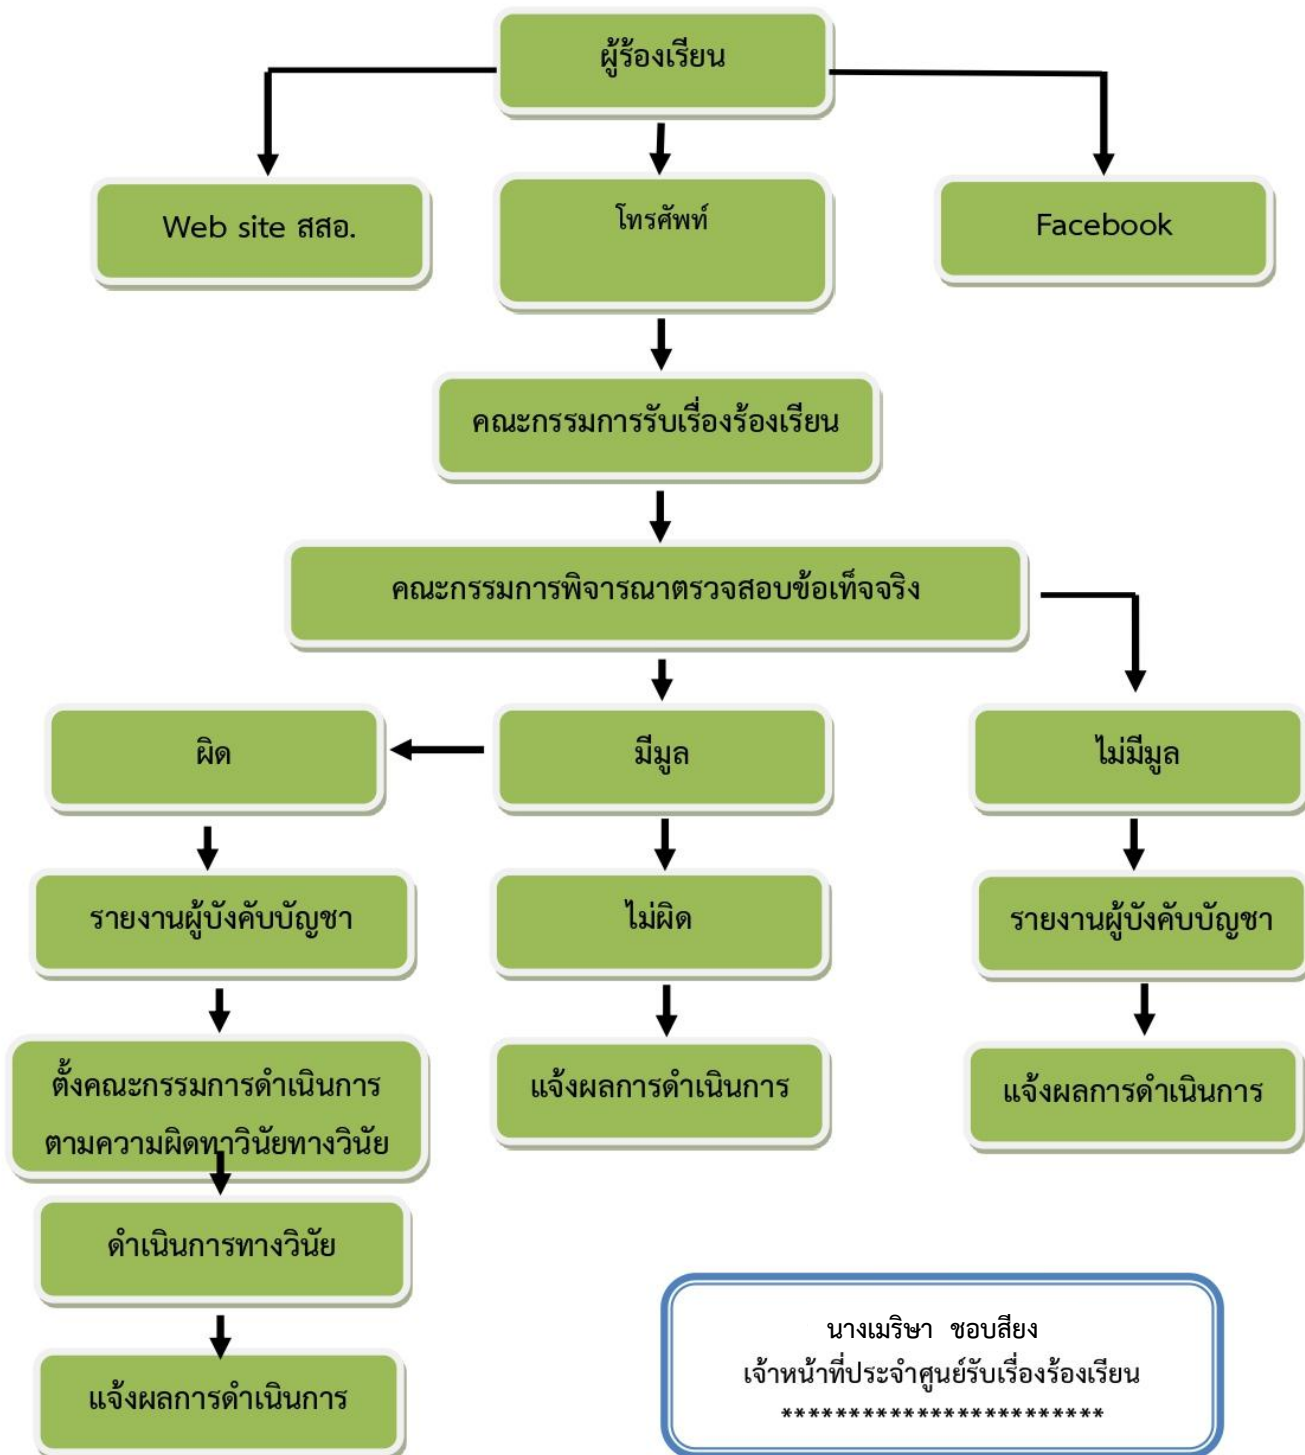 ผู้ร้องเรียน
Web site สสอ.
โทรศัพท์
Facebook
คณะกรรมการรับเรื่องร้องเรียน
คณะกรรมการพิจารณาตรวจสอบข้อเท็จจริง
ผิด
มีมูล
ไม่มีมูล
รายงานผู้บังคับบัญชา
ไม่ผิด
รายงานผู้บังคับบัญชา
ตั้งคณะกรรมการดำเนินการ
ตามความผิดทาวินัยทางวินัย
แจ้งผลการดำเนินการ
แจ้งผลการดำเนินการ
ดำเนินการทางวินัย
แจ้งผลการดำเนินการ
นางเมริษา ชอบสียง
เจ้าหน้าที่ประจำศูนย์รับเรื่องร้องเรียน
************************